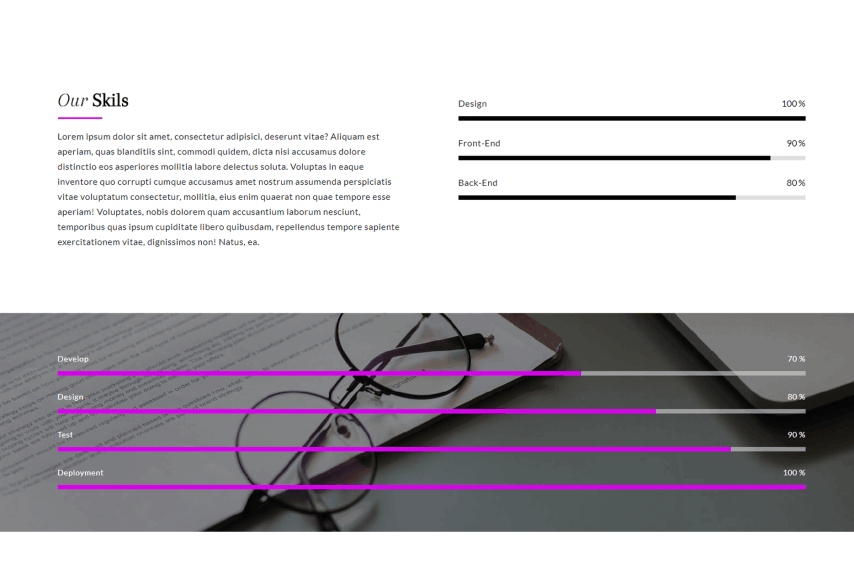 Our Skils
Lorem ipsum dolor sit amet, consectetur adipisici, deserunt vitae? Aliquam est
aperiam, quas blanditiis sint, commodi quidem, dicta nisi accusamus dolore
distinctio eos asperiores mollitia labore delectus soluta. Voluptas in eaque
inventore quo corrupti cumque accusamus amet nostrum assumenda perspiciatis
vitae voluptatum consectetur, mollitia, eius enim quaerat non quae tempore esse
aperiam! Voluptates, nobis dolorem quam accusantium laborum nesciunt,
temporibus quas ipsum cupiditate libero quibusdam, repellendus tempore sapiente
exercitationem vitae, dignissimos non! Natus, ea.
Design 100 %
Front-End 90 %
Back-End 80 %
Develop 70 %
Design 80 %
Test 90 %
Deployment 100 %